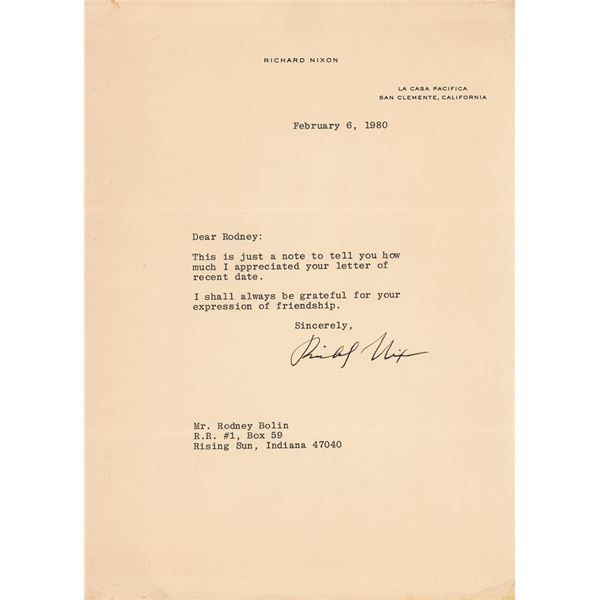 RICHARD NIXON
LA CASA PACIFICA
SAN CLEMENTE, CALIFORNIA
February 6, 1980
Dear Rodney:
This is just a note to tell you how
much I appreciated your letter of
recent date.
I shall always be grateful for your
expression of friendship.
Sincerely,
Richard Nixon
Mr. Rodney Bolin
R.R. #1, Box 59
Rising Sun, Indiana 47040